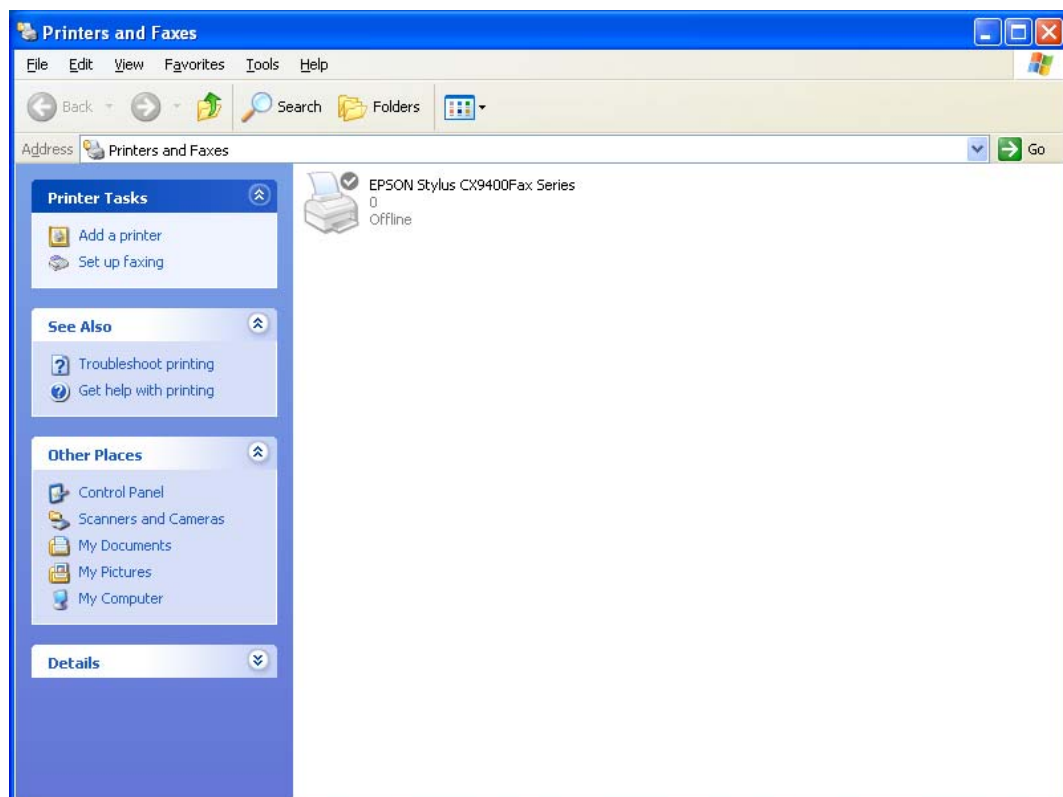 Printers and Faxes
File Edit View Favorites Tools Help
Back Search Folders
Address Printers and Faxes Go
Printer Tasks
Add a printer
Set up faxing
See Also
Troubleshoot printing
Get help with printing
Other Places
Control Panel
Scanners and Cameras
My Documents
My Pictures
My Computer
Details
EPSON Stylus CX9400Fax Series
0
Offline